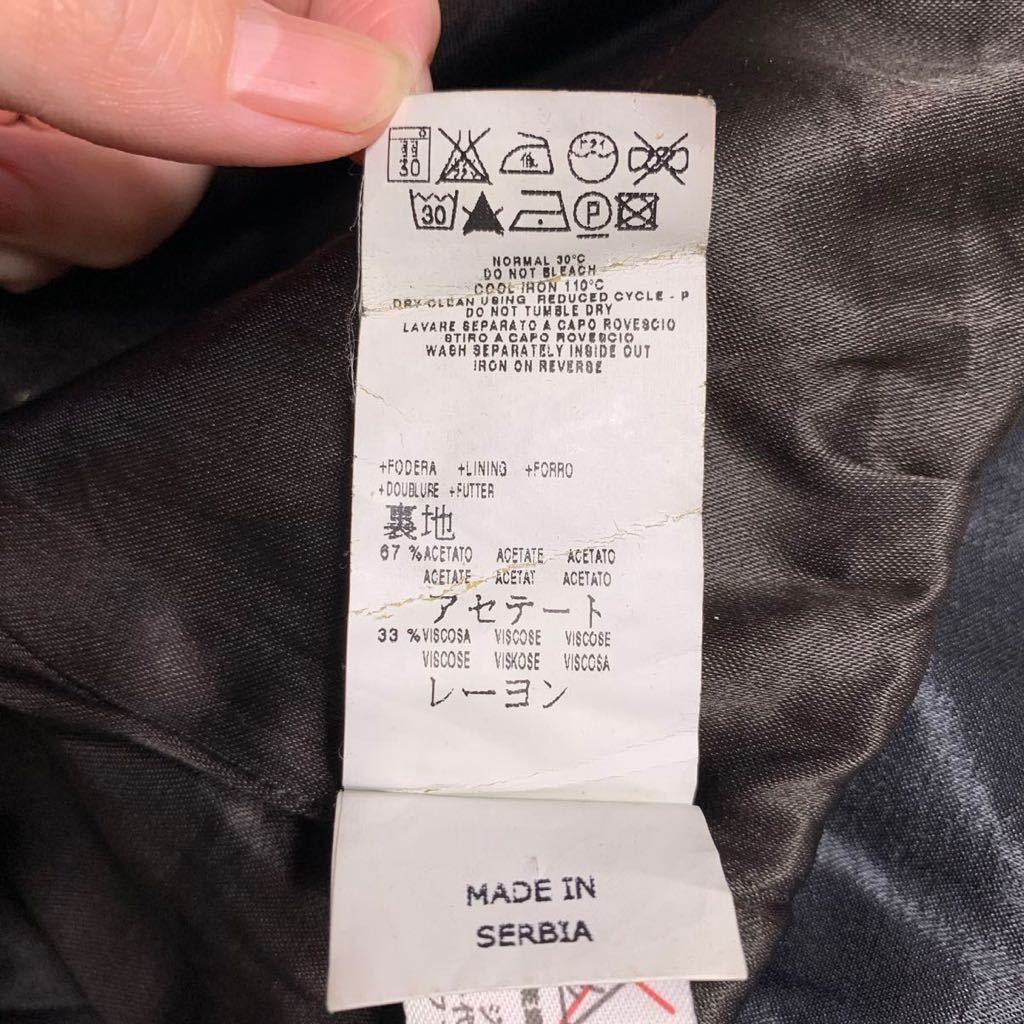 30
低
30 P
NORMAL 30°C
DO NOT BLEACH
COOL IRON 110°C
DRY CLEAN USING REDUCED CYCLE - P
DO NOT TUMBLE DRY
LAVARE SEPARATO A CAPO ROVESCIO
STIRO A CAPO ROVESCIO
WASH SEPARATELY INSIDE OUT
IRON ON REVERSE
+FODERA +LINING +FORRO
+DOUBLURE +FUTTER
裏地
67 %ACETATO ACETATE ACETATO
ACETATE ACETAT ACETATO
アセテート
33 %VISCOSA VISCOSE VISCOSE
VISCOSE VISKOSE VISCOSA
レーヨン
MADE IN
SERBIA